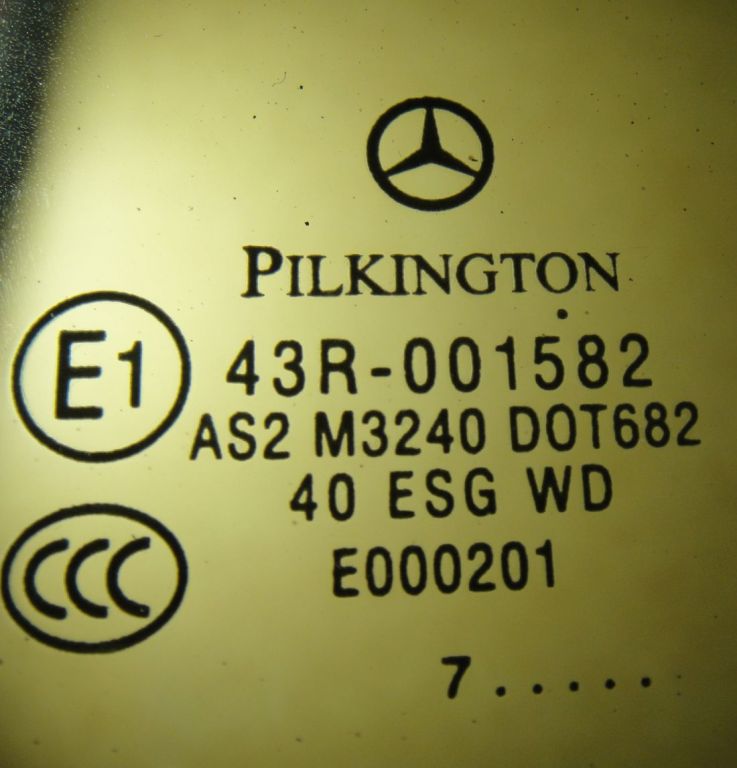 PILKINGTON
E1 43R-001582
AS2 M3240 DOT682
40 ESG WD
CCC E000201
7.....